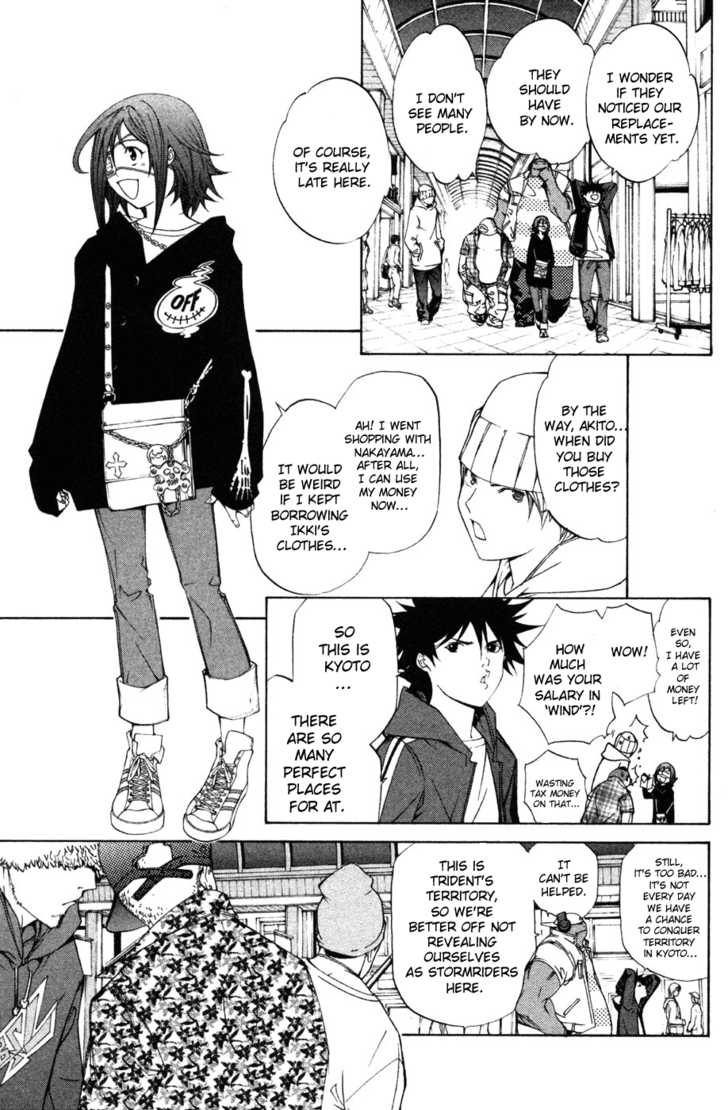 I WONDER
IF THEY
NOTICED OUR
REPLACE-
MENTS YET.
THEY
SHOULD
HAVE
BY NOW.
I DON'T
SEE MANY
PEOPLE.
OF COURSE,
IT'S REALLY
LATE HERE.
OFF
BY THE
WAY, AKITO...
WHEN DID
YOU BUY
THOSE
CLOTHES?
AH! I WENT
SHOPPING WITH
NAKAYAMA...
AFTER ALL,
I CAN USE
MY MONEY
NOW...
IT WOULD
BE WEIRD
IF I KEPT
BORROWING
IKKI'S
CLOTHES...
EVEN
SO,
I HAVE
A LOT
OF
MONEY
LEFT!
WOW!
HOW
MUCH
WAS YOUR
SALARY IN
'WIND'?!
WASTING
TAX MONEY
ON THAT...
SO
THIS IS
KYOTO
...
THERE
ARE SO
MANY
PERFECT
PLACES
FOR AT.
STILL,
IT'S TOO BAD...
IT'S NOT
EVERY DAY
WE HAVE
A CHANCE
TO CONQUER
TERRITORY
IN KYOTO...
IT
CAN'T BE
HELPED.
THIS IS
TRIDENT'S
TERRITORY,
SO WE'RE
BETTER OFF NOT
REVEALING
OURSELVES
AS STORMRIDERS
HERE.